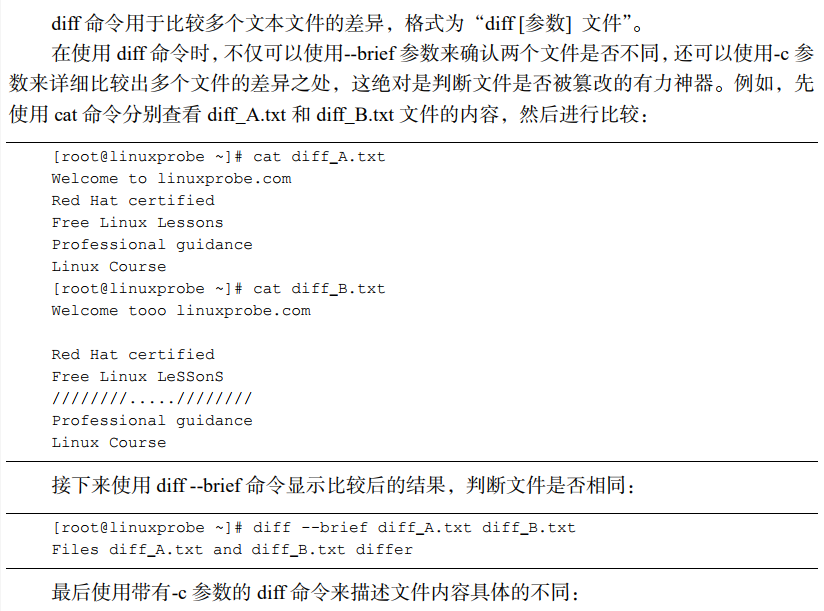 diff 命令用于比较多个文本文件的差异，格式为“diff [参数] 文件”。
在使用 diff 命令时，不仅可以使用--brief 参数来确认两个文件是否不同，还可以使用-c 参
数来详细比较出多个文件的差异之处，这绝对是判断文件是否被篡改的有力神器。例如，先
使用 cat 命令分别查看 diff_A.txt 和 diff_B.txt 文件的内容，然后进行比较：
[root@linuxprobe ~]# cat diff_A.txt
Welcome to linuxprobe.com
Red Hat certified
Free Linux Lessons
Professional guidance
Linux Course
[root@linuxprobe ~]# cat diff_B.txt
Welcome tooo linuxprobe.com
Red Hat certified
Free Linux LeSSonS
////////.....////////
Professional guidance
Linux Course
接下来使用 diff --brief 命令显示比较后的结果，判断文件是否相同：
[root@linuxprobe ~]# diff --brief diff_A.txt diff_B.txt
Files diff_A.txt and diff_B.txt differ
最后使用带有-c 参数的 diff 命令来描述文件内容具体的不同：